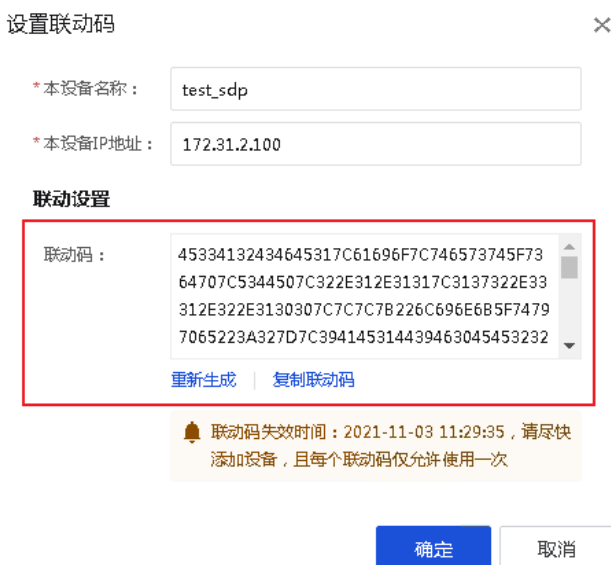 设置联动码
*本设备名称： test_sdp
*本设备IP地址： 172.31.2.100
联动设置
联动码：
45334132434645317C61696F7C746573745F73
64707C5344507C322E312E31317C3137322E33
312E322E3130307C7C7C7B226C696E6B5F7479
7065223A327D7C394145314439463045453232
重新生成 | 复制联动码
联动码失效时间：2021-11-03 11:29:35，请尽快
添加设备，且每个联动码仅允许使用一次
确定 取消